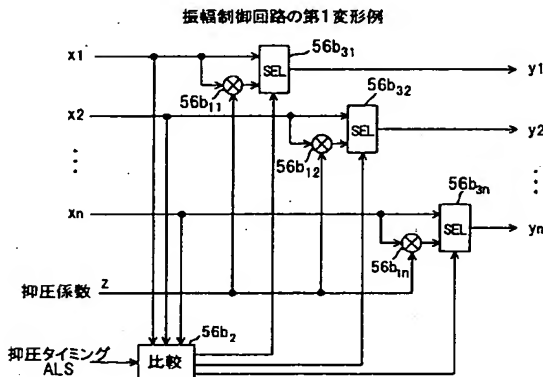 振幅制御回路の第1変形例
x1
56b31
SEL
y1
56b11
x2
56b32
SEL
y2
56b12
⋮
xn
56b3n
SEL
⋮
yn
56b1n
抑圧係数 z
56b2
抑圧タイミング
ALS
比較